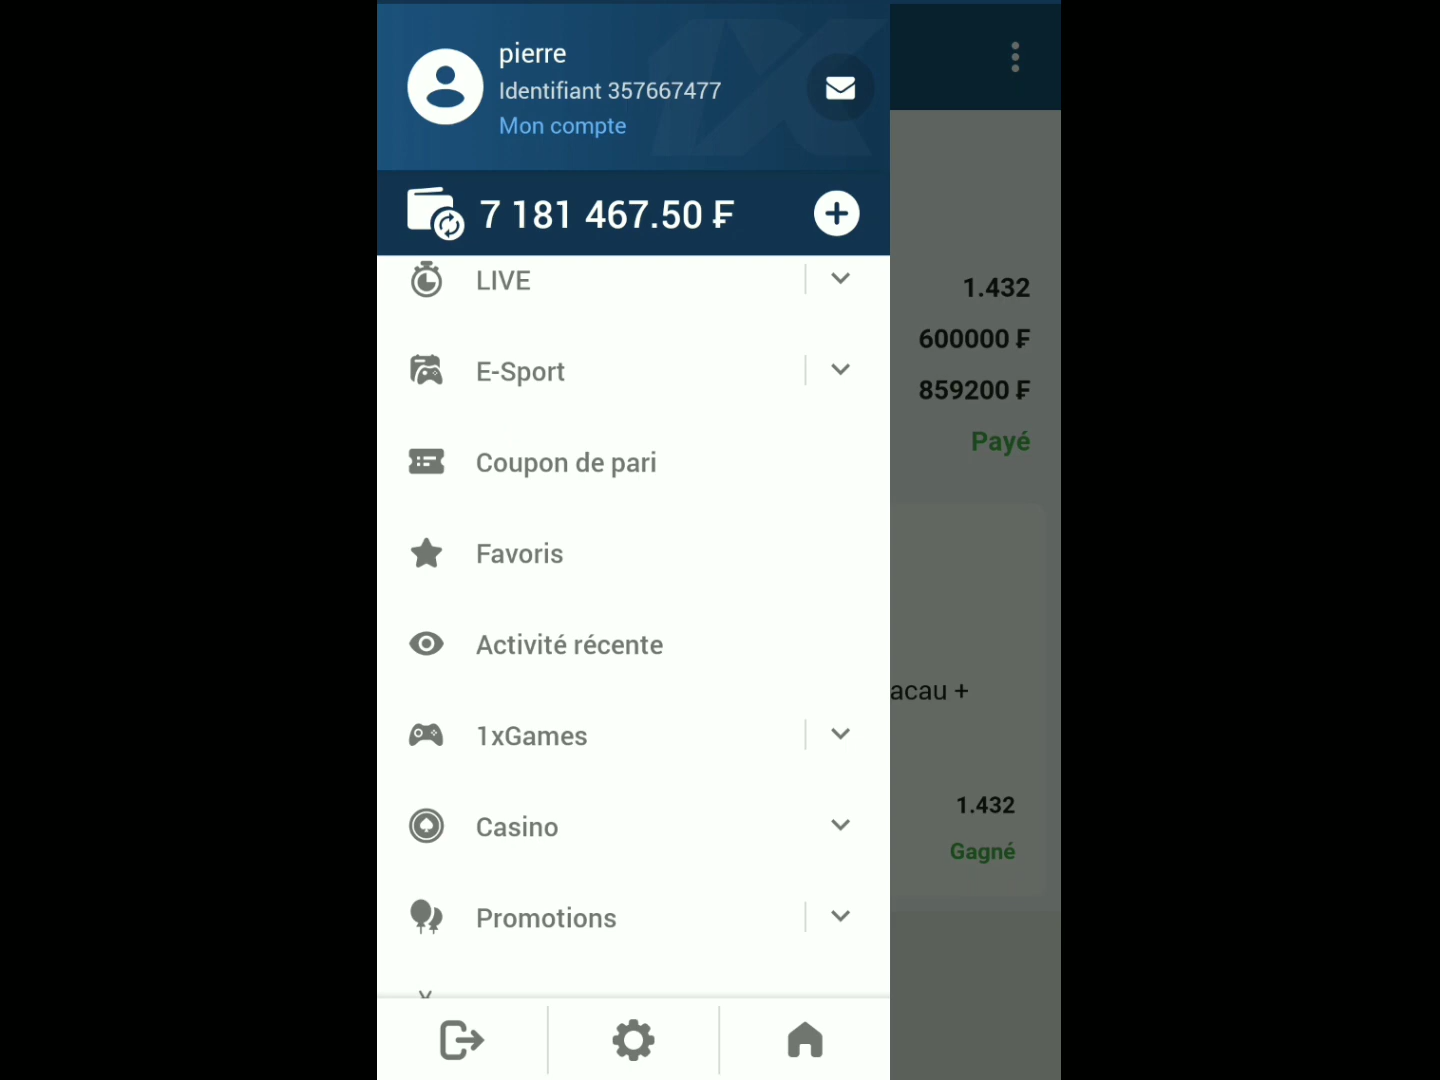 pierre
Identifiant 357667477
Mon compte
7 181 467.50 ₣
LIVE
E-Sport
Coupon de pari
Favoris
Activité récente
1xGames
Casino
Promotions
1.432
600000 ₣
859200 ₣
Payé
acau +
1.432
Gagné